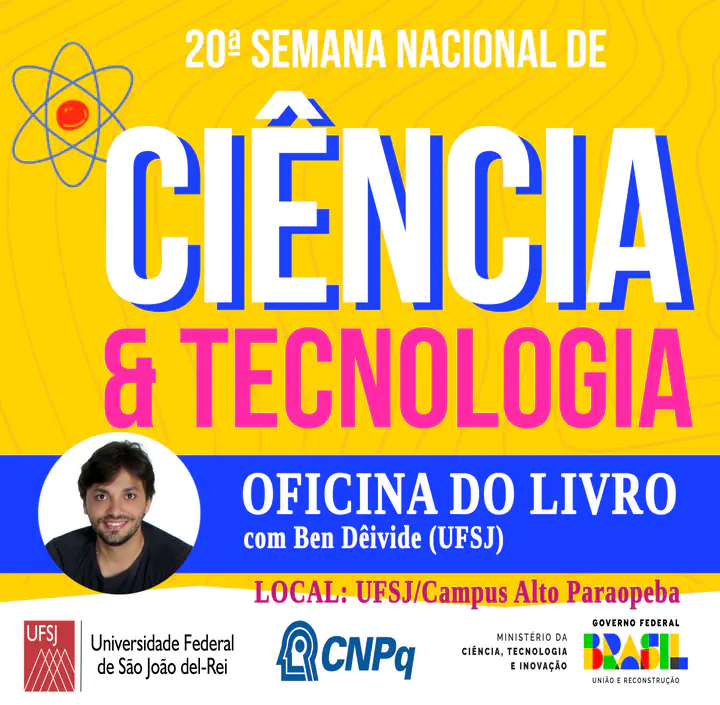 20ª SEMANA NACIONAL DE
CIÊNCIA
& TECNOLOGIA
OFICINA DO LIVRO
com Ben Dêivide (UFSJ)
LOCAL: UFSJ/Campus Alto Paraopeba
UFSJ
Universidade Federal
de São João del-Rei
CNPq
MINISTÉRIO DA
CIÊNCIA, TECNOLOGIA
E INOVAÇÃO
GOVERNO FEDERAL
BRASIL
UNIÃO E RECONSTRUÇÃO